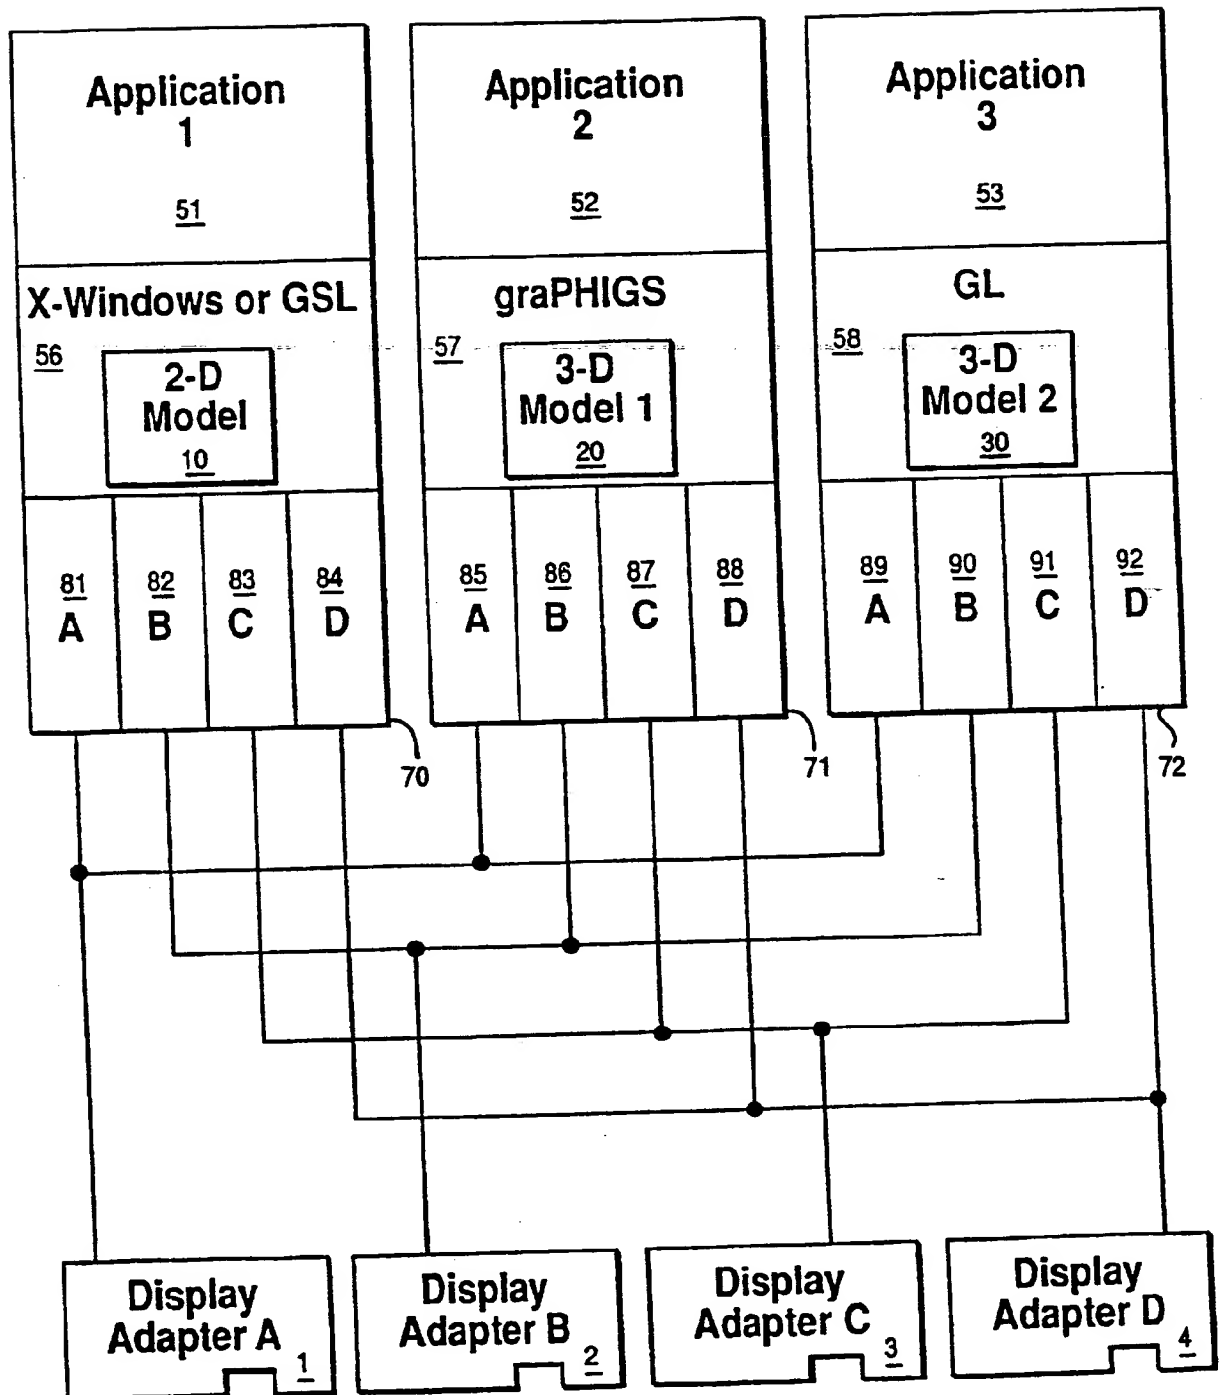 Application
1
51
Application
2
52
Application
3
53
X-Windows or GSL
56
2-D
Model
10
graPHIGS
57
3-D
Model 1
20
GL
58
3-D
Model 2
30
81
A
82
B
83
C
84
D
85
A
86
B
87
C
88
D
89
A
90
B
91
C
92
D
70
71
72
Display
Adapter A
1
Display
Adapter B
2
Display
Adapter C
3
Display
Adapter D
4